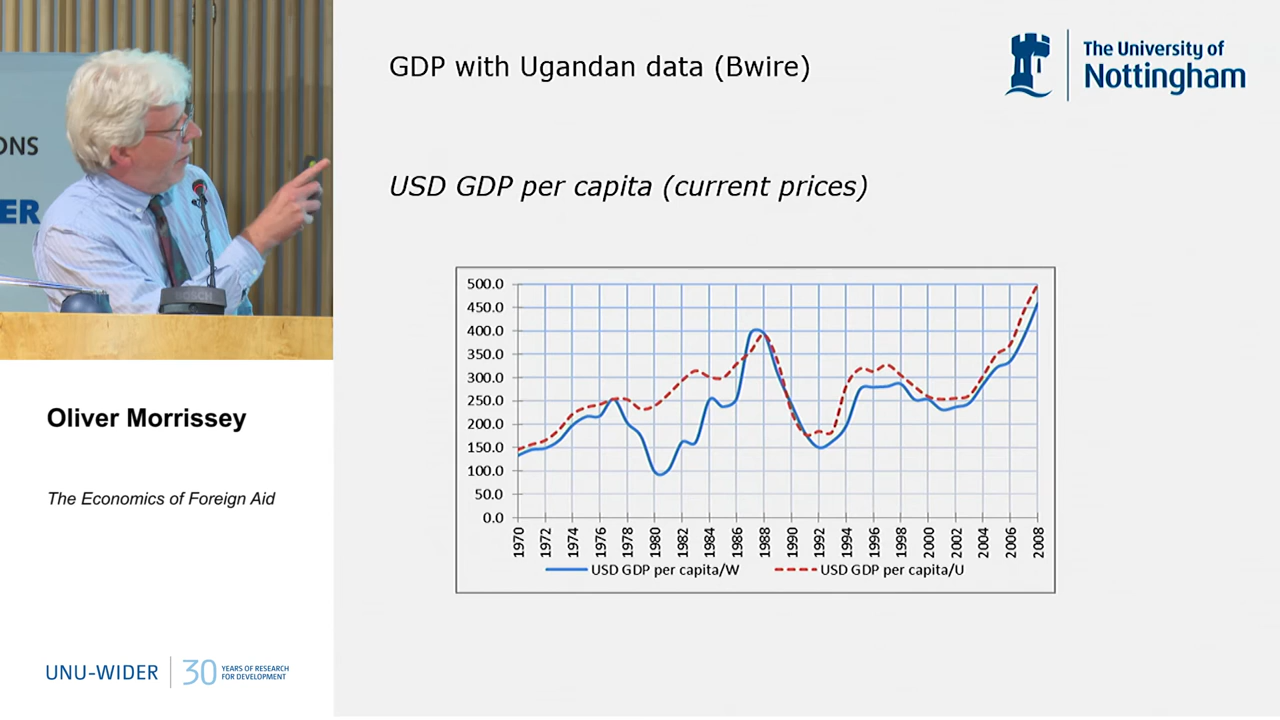 ONS
ER
Oliver Morrissey
The Economics of Foreign Aid
UNU-WIDER
30
YEARS OF RESEARCH
FOR DEVELOPMENT
GDP with Ugandan data (Bwire)
The University of
Nottingham
USD GDP per capita (current prices)
500.0
450.0
400.0
350.0
300.0
250.0
200.0
150.0
100.0
50.0
0.0
1970 1972 1974 1976 1978 1980 1982 1984 1986 1988 1990 1992 1994 1996 1998 2000 2002 2004 2006 2008
USD GDP per capita/W USD GDP per capita/U